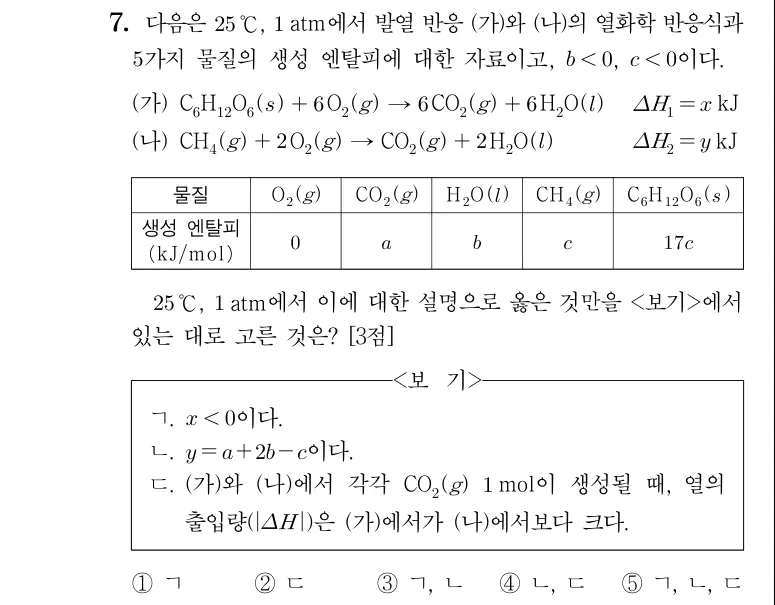 7. 다음은 25℃, 1 atm에서 발열 반응 (가)와 (나)의 열화학 반응식과
5가지 물질의 생성 엔탈피에 대한 자료이고, b<0, c<0이다.
(가) C₆H₁₂O₆(s) + 6O₂(g) → 6CO₂(g) + 6H₂O(l) ΔH₁ = x kJ
(나) CH₄(g) + 2O₂(g) → CO₂(g) + 2H₂O(l) ΔH₂ = y kJ
물질 O₂(g) CO₂(g) H₂O(l) CH₄(g) C₆H₁₂O₆(s)
생성 엔탈피
(kJ/mol) 0 a b c 17c
25℃, 1 atm에서 이에 대한 설명으로 옳은 것만을 <보기>에서
있는 대로 고른 것은? [3점]
<보 기>
ㄱ. x<0이다.
ㄴ. y=a+2b-c이다.
ㄷ. (가)와 (나)에서 각각 CO₂(g) 1 mol이 생성될 때, 열의
출입량(|ΔH|)은 (가)에서가 (나)에서보다 크다.
① ㄱ ② ㄷ ③ ㄱ, ㄴ ④ ㄴ, ㄷ ⑤ ㄱ, ㄴ, ㄷ